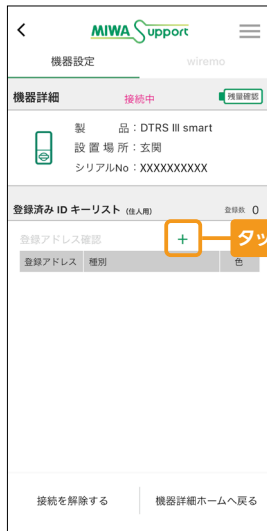 MIWA Support
機器設定 wiremo
機器詳細 接続中 残量確認
製品：DTRS III smart
設置場所：玄関
シリアルNo：XXXXXXXXXX
登録済み ID キーリスト (住人用) 登録数 0
登録アドレス確認 + タッ
登録アドレス 種別 色
接続を解除する 機器詳細ホームへ戻る